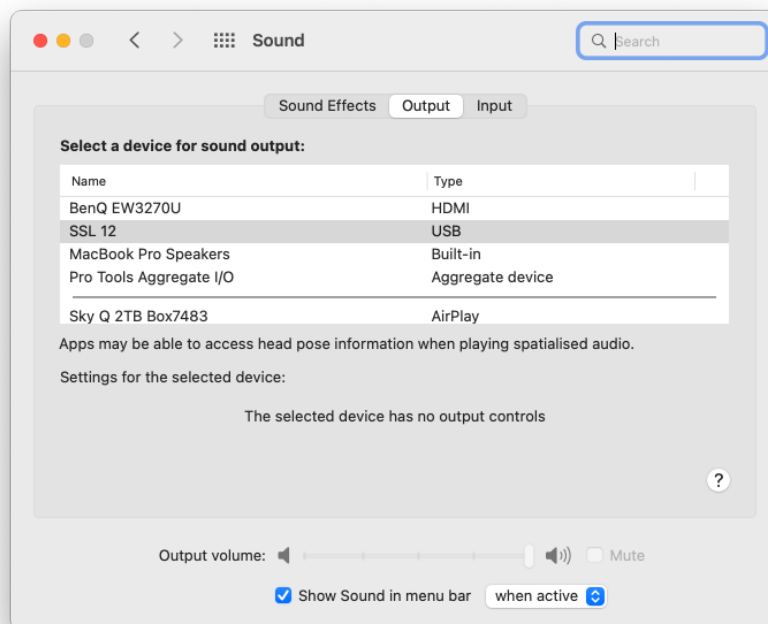 Sound
Search
Sound Effects Output Input
Select a device for sound output:
Name Type
BenQ EW3270U HDMI
SSL 12 USB
MacBook Pro Speakers Built-in
Pro Tools Aggregate I/O Aggregate device
Sky Q 2TB Box7483 AirPlay
Apps may be able to access head pose information when playing spatialised audio.
Settings for the selected device:
The selected device has no output controls
?
Output volume: Mute
Show Sound in menu bar when active